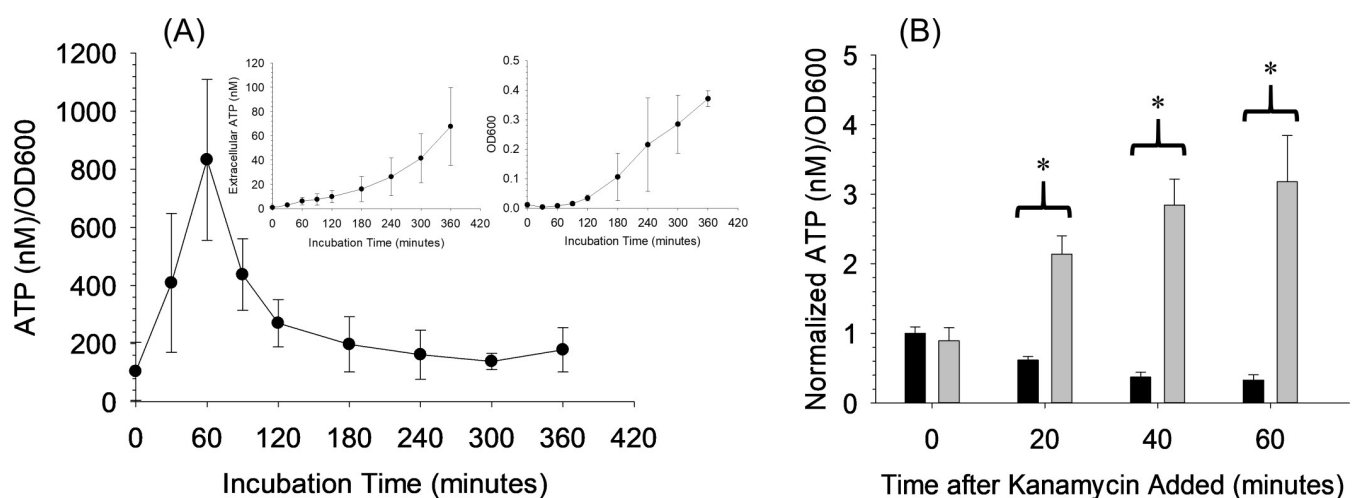 (A)
ATP (nM)/OD600
1200
1000
800
600
400
200
0
0 60 120 180 240 300 360 420
Incubation Time (minutes)
Extracellular ATP (nM)
120
100
80
60
40
20
0
0 60 120 180 240 300 360 420
Incubation Time (minutes)
OD600
0.5
0.4
0.3
0.2
0.1
0.0
0 60 120 180 240 300 360 420
Incubation Time (minutes)
(B)
Normalized ATP (nM)/OD600
5
4
3
2
1
0
* * *
0 20 40 60
Time after Kanamycin Added (minutes)